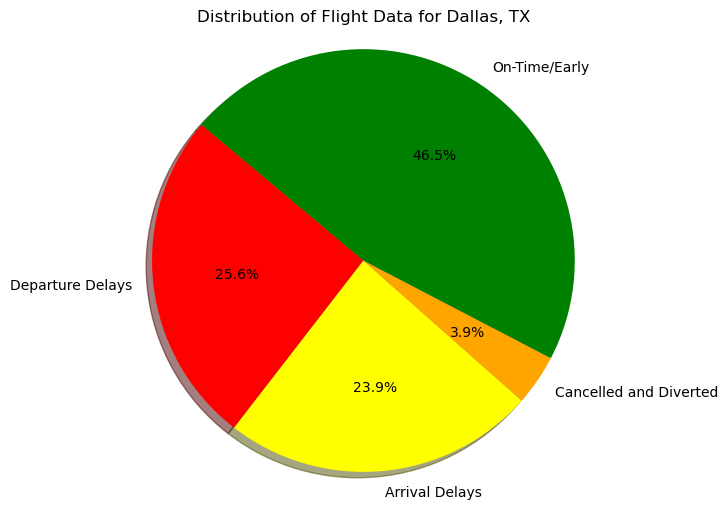 Distribution of Flight Data for Dallas, TX
On-Time/Early
46.5%
25.6%
Departure Delays
3.9%
23.9%
Cancelled and Diverted
Arrival Delays